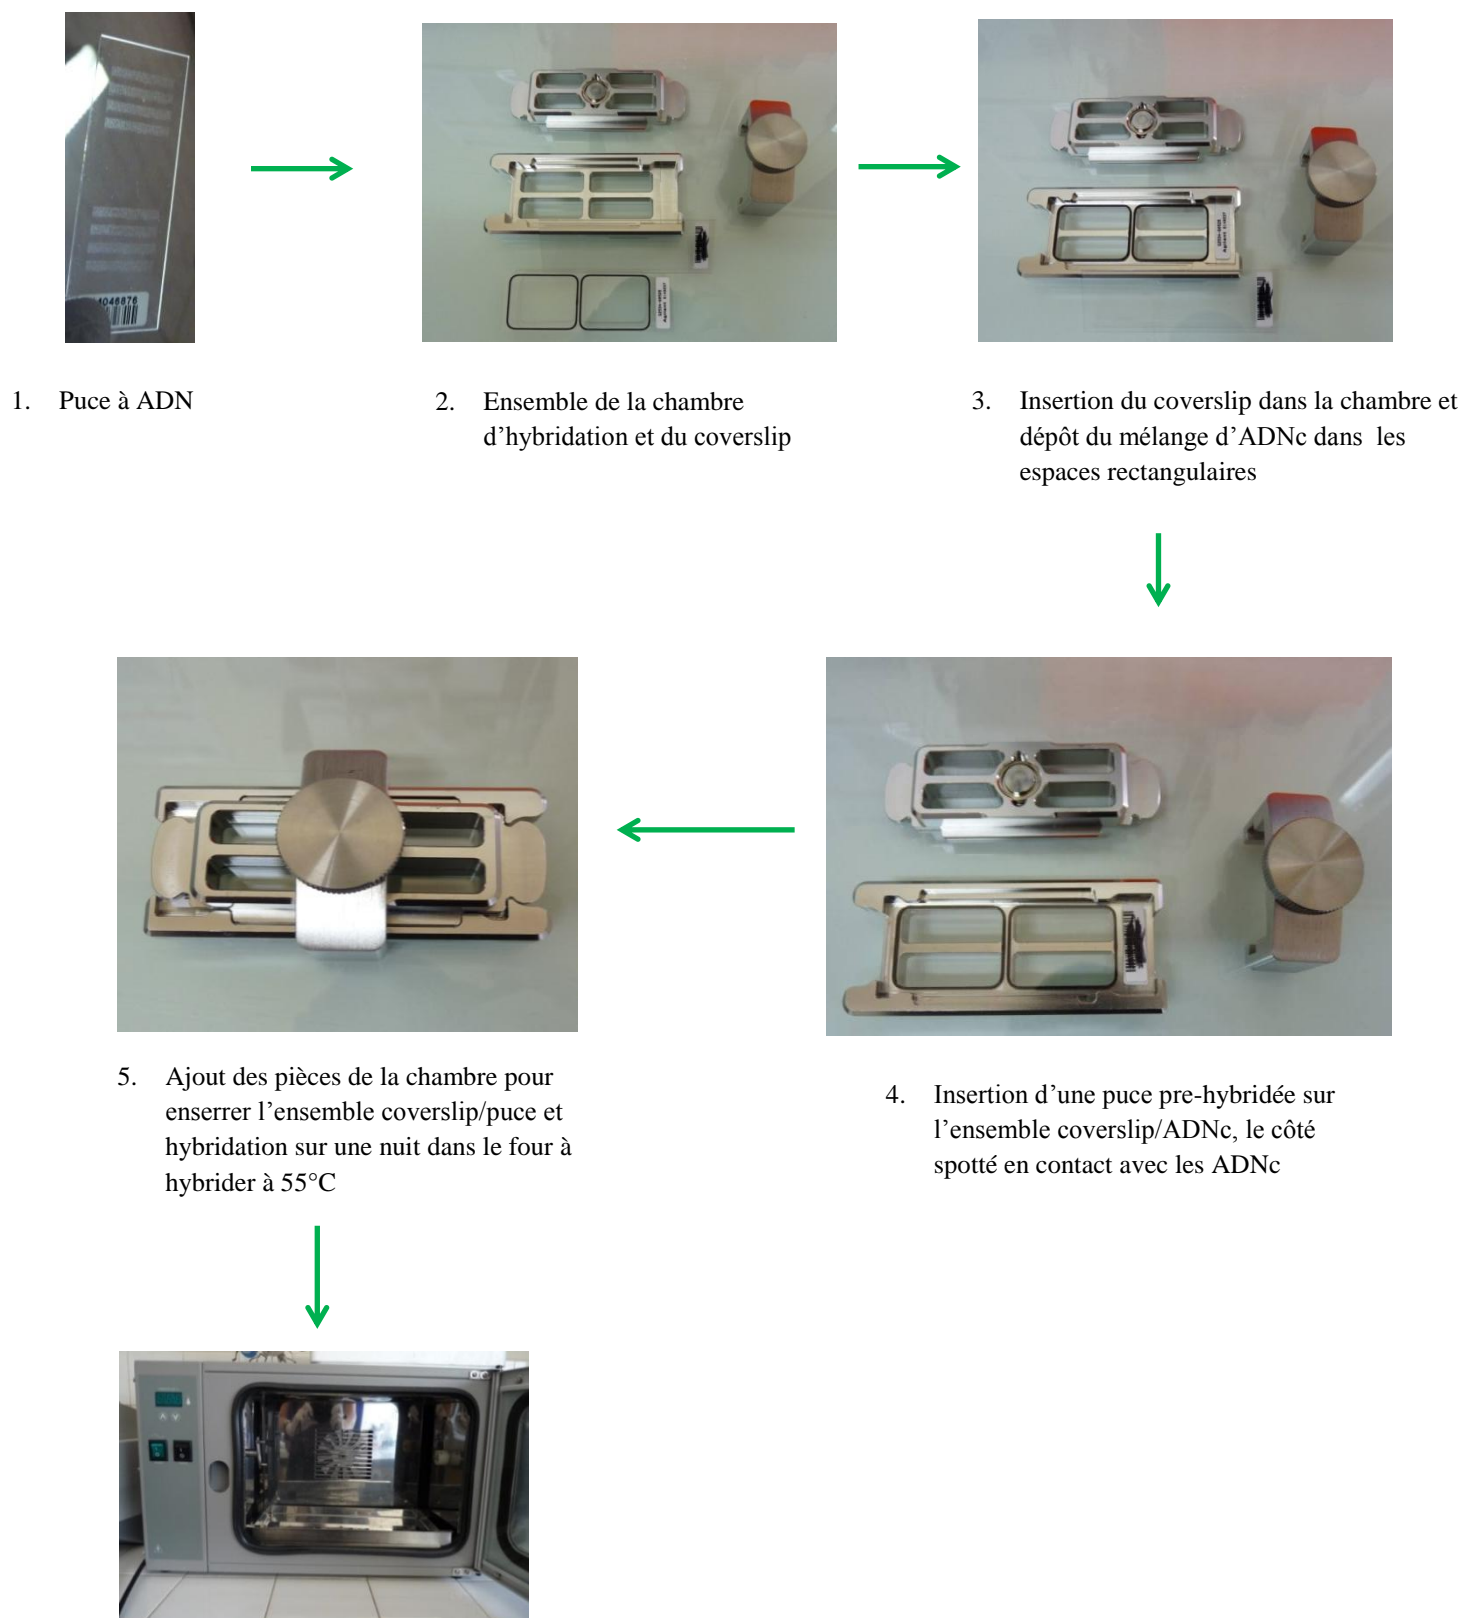 4046876
1. Puce à ADN
2. Ensemble de la chambre
d’hybridation et du coverslip
3. Insertion du coverslip dans la chambre et
dépôt du mélange d’ADNc dans les
espaces rectangulaires
4. Insertion d’une puce pre-hybridée sur
l’ensemble coverslip/ADNc, le côté
spotté en contact avec les ADNc
5. Ajout des pièces de la chambre pour
enserrer l’ensemble coverslip/puce et
hybridation sur une nuit dans le four à
hybrider à 55°C